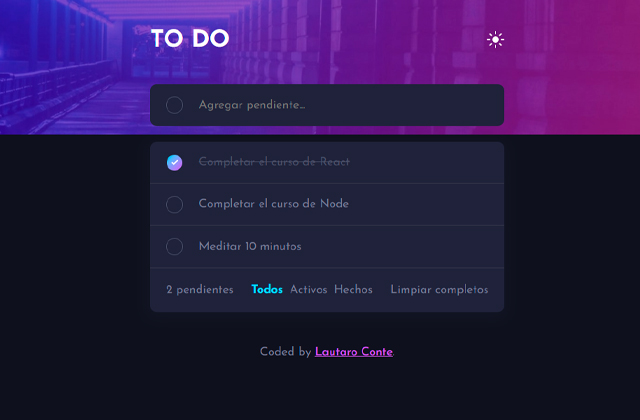 TO DO
Agregar pendiente...
Completar el curso de React
Completar el curso de Node
Meditar 10 minutos
2 pendientes Todos Activos Hechos Limpiar completos
Coded by Lautaro Conte.